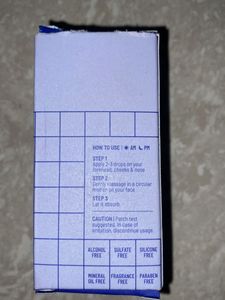 HOW TO USE | ☀ AM ☾ PM
STEP 1
Apply 2-3 drops on your
forehead, cheeks & nose
STEP 2
Gently massage in a circular
motion on your face.
STEP 3
Let it absorb.
CAUTION | Patch test
suggested. In case of
irritation, discontinue usage.
ALCOHOL FREE
SULFATE FREE
SILICONE FREE
MINERAL OIL FREE
FRAGRANCE FREE
PARABEN FREE